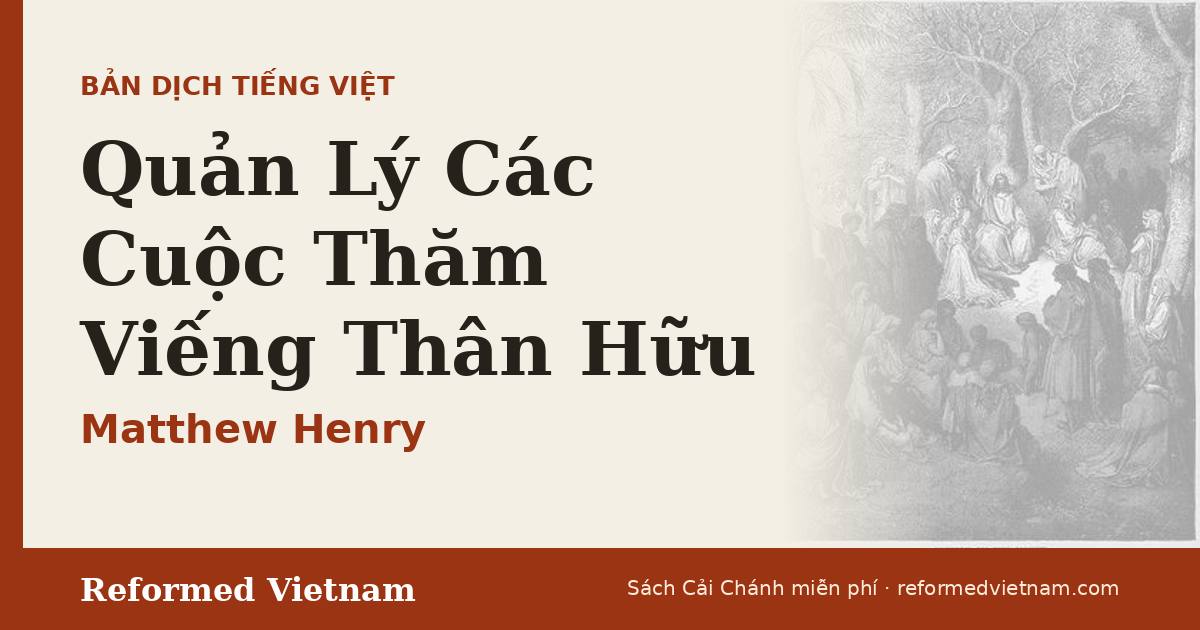 BẢN DỊCH TIẾNG VIỆT
Quản Lý Các
Cuộc Thăm
Viếng Thân Hữu
Matthew Henry
Reformed Vietnam
Sách Cải Chánh miễn phí · reformedvietnam.com